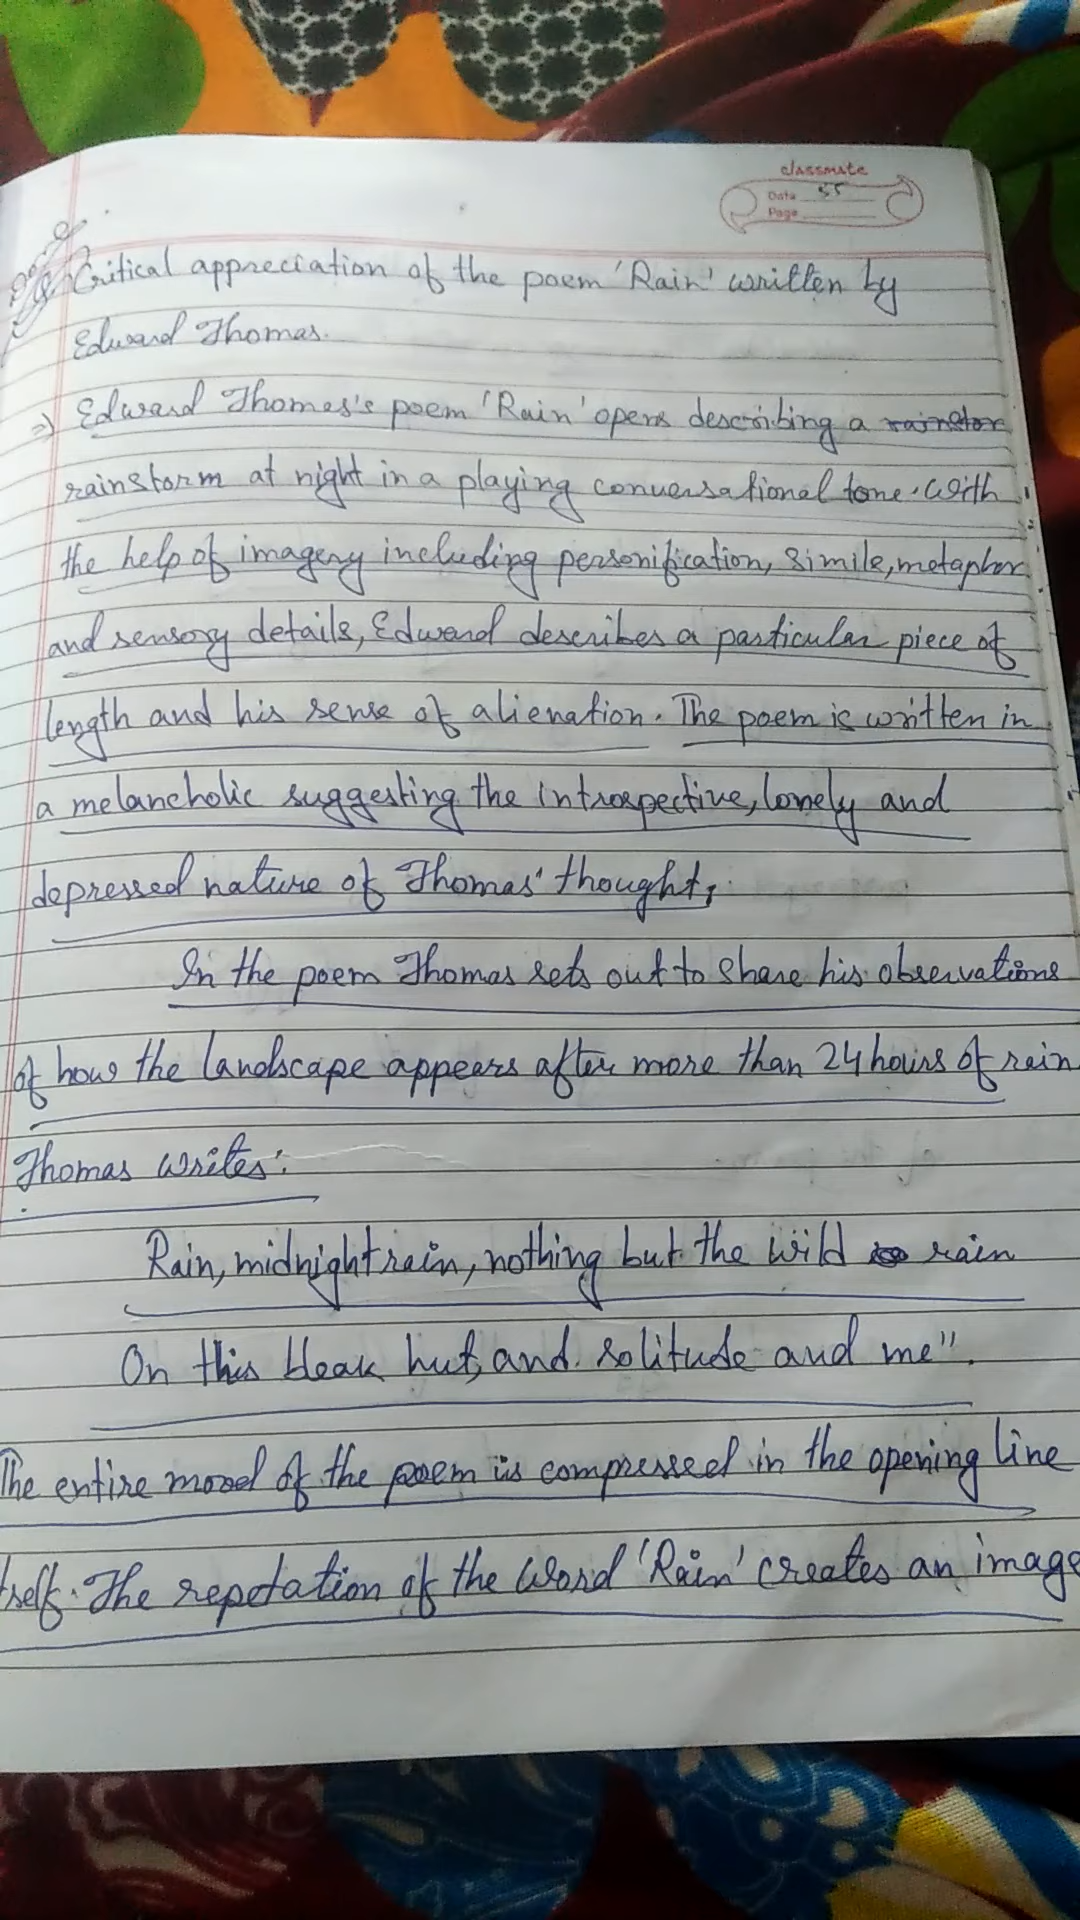 classmate
Date 55
Page
Critical appreciation of the poem 'Rain' written by
Edward Thomas.
⇒ Edward Thomas's poem 'Rain' opens describing a rainstor
rainstorm at night in a playing conversational tone. With
the help of imagery including personification, simile, metaphor
and sensory details, Edward describes a particular piece of
length and his sense of alienation. The poem is written in
a melancholic suggesting the introspective, lonely and
depressed nature of Thomas' thought,
In the poem Thomas sets out to share his observations
of how the landscape appears after more than 24 hours of rain
Thomas writes:
Rain, midnight rain, nothing but the wild rain
On this bleak hut, and solitude and me".
The entire mood of the poem is compressed in the opening line
tself. The repetation of the word 'Rain' creates an image